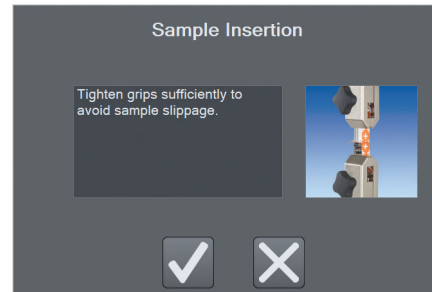 Sample Insertion
Tighten grips sufficiently to
avoid sample slippage.